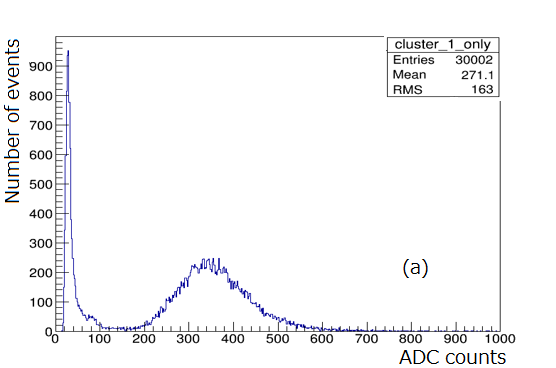 Number of events
cluster_1_only
Entries 30002
Mean 271.1
RMS 163
900
800
700
600
500
400
300
200
100
0
(a)
0 100 200 300 400 500 600 700 800 900 1000
ADC counts